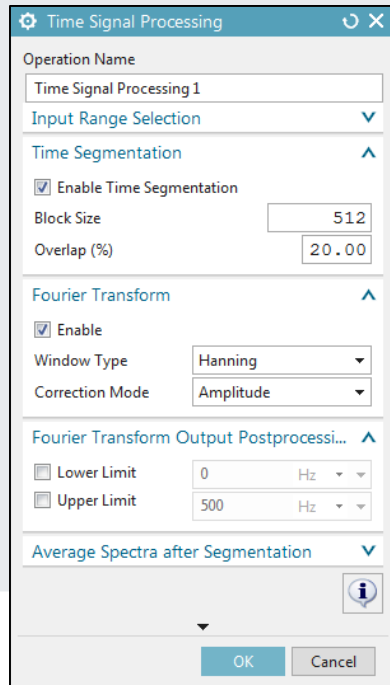 Time Signal Processing
Operation Name
Time Signal Processing 1
Input Range Selection
Time Segmentation
Enable Time Segmentation
Block Size 512
Overlap (%) 20.00
Fourier Transform
Enable
Window Type Hanning
Correction Mode Amplitude
Fourier Transform Output Postprocessi...
Lower Limit 0 Hz
Upper Limit 500 Hz
Average Spectra after Segmentation
OK Cancel